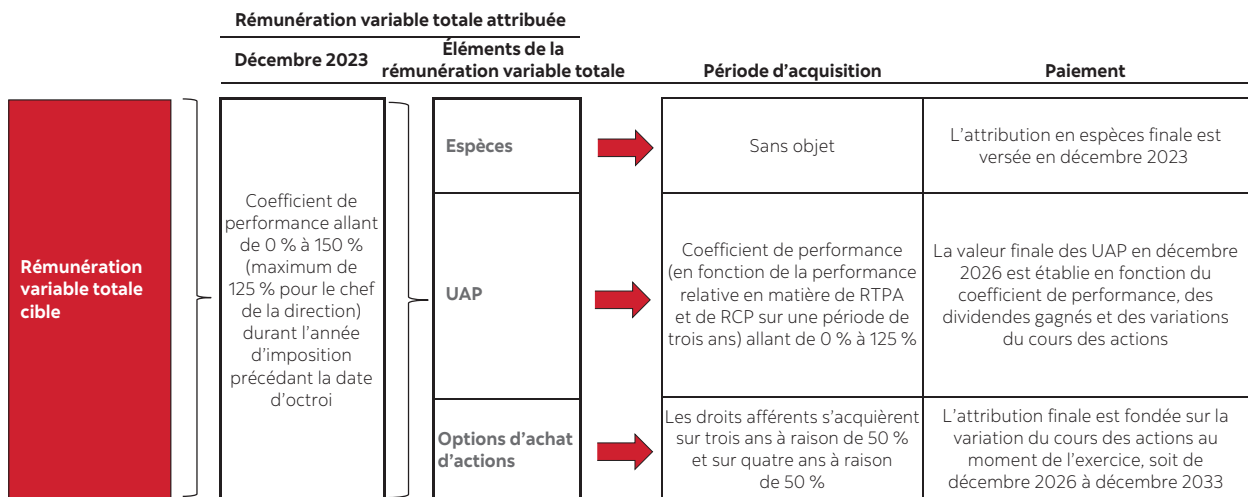 Rémunération variable totale attribuée
Décembre 2023
Éléments de la
rémunération variable totale
Période d'acquisition
Paiement
Rémunération
variable totale
cible
Coefficient de
performance allant
de 0 % à 150 %
(maximum de
125 % pour le chef
de la direction)
durant l'année
d'imposition
précédant la date
d'octroi
Espèces
Sans objet
L'attribution en espèces finale est
versée en décembre 2023
UAP
Coefficient de performance
(en fonction de la performance
relative en matière de RTPA
et de RCP sur une période de
trois ans) allant de 0 % à 125 %
La valeur finale des UAP en décembre
2026 est établie en fonction du
coefficient de performance, des
dividendes gagnés et des variations
du cours des actions
Options d'achat
d'actions
Les droits afférents s'acquièrent
sur trois ans à raison de 50 %
et sur quatre ans à raison
de 50 %
L'attribution finale est fondée sur la
variation du cours des actions au
moment de l'exercice, soit de
décembre 2026 à décembre 2033